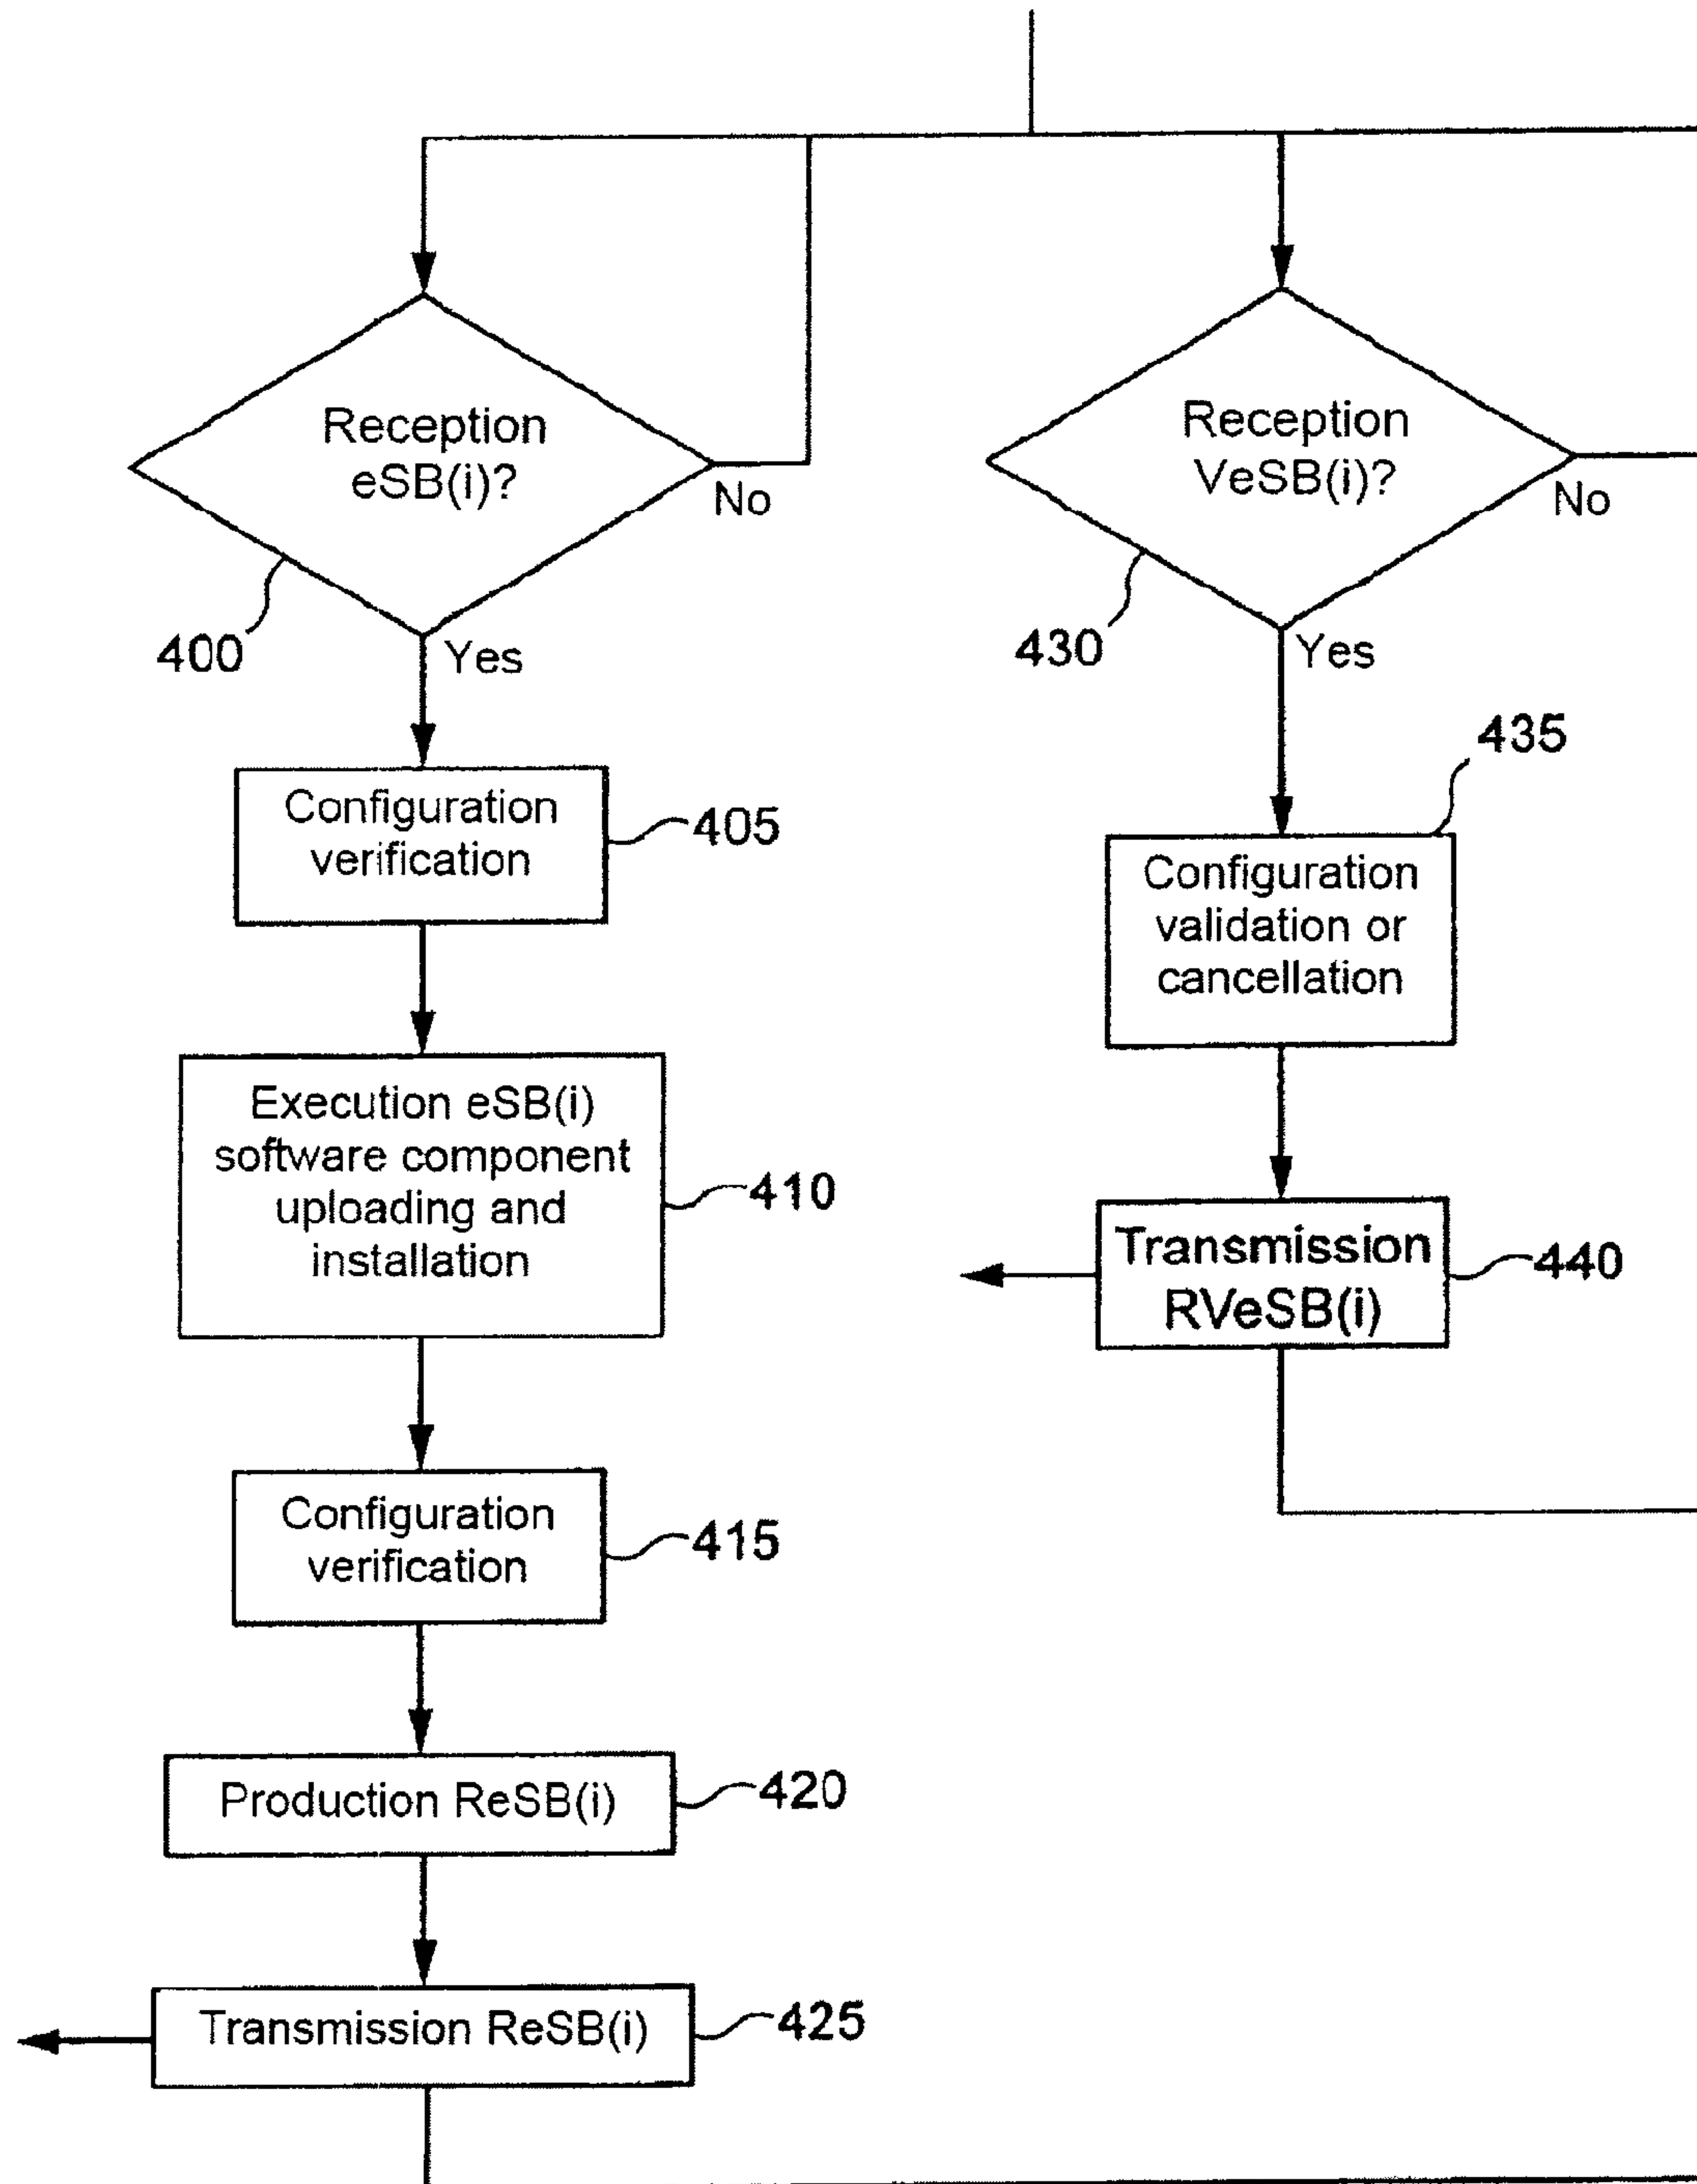 Reception
eSB(i)?
No
400
Yes
Configuration
verification
405
Execution eSB(i)
software component
uploading and
installation
410
Configuration
verification
415
Production ReSB(i)
420
Transmission ReSB(i)
425
Reception
VeSB(i)?
No
430
Yes
435
Configuration
validation or
cancellation
Transmission
RVeSB(i)
440